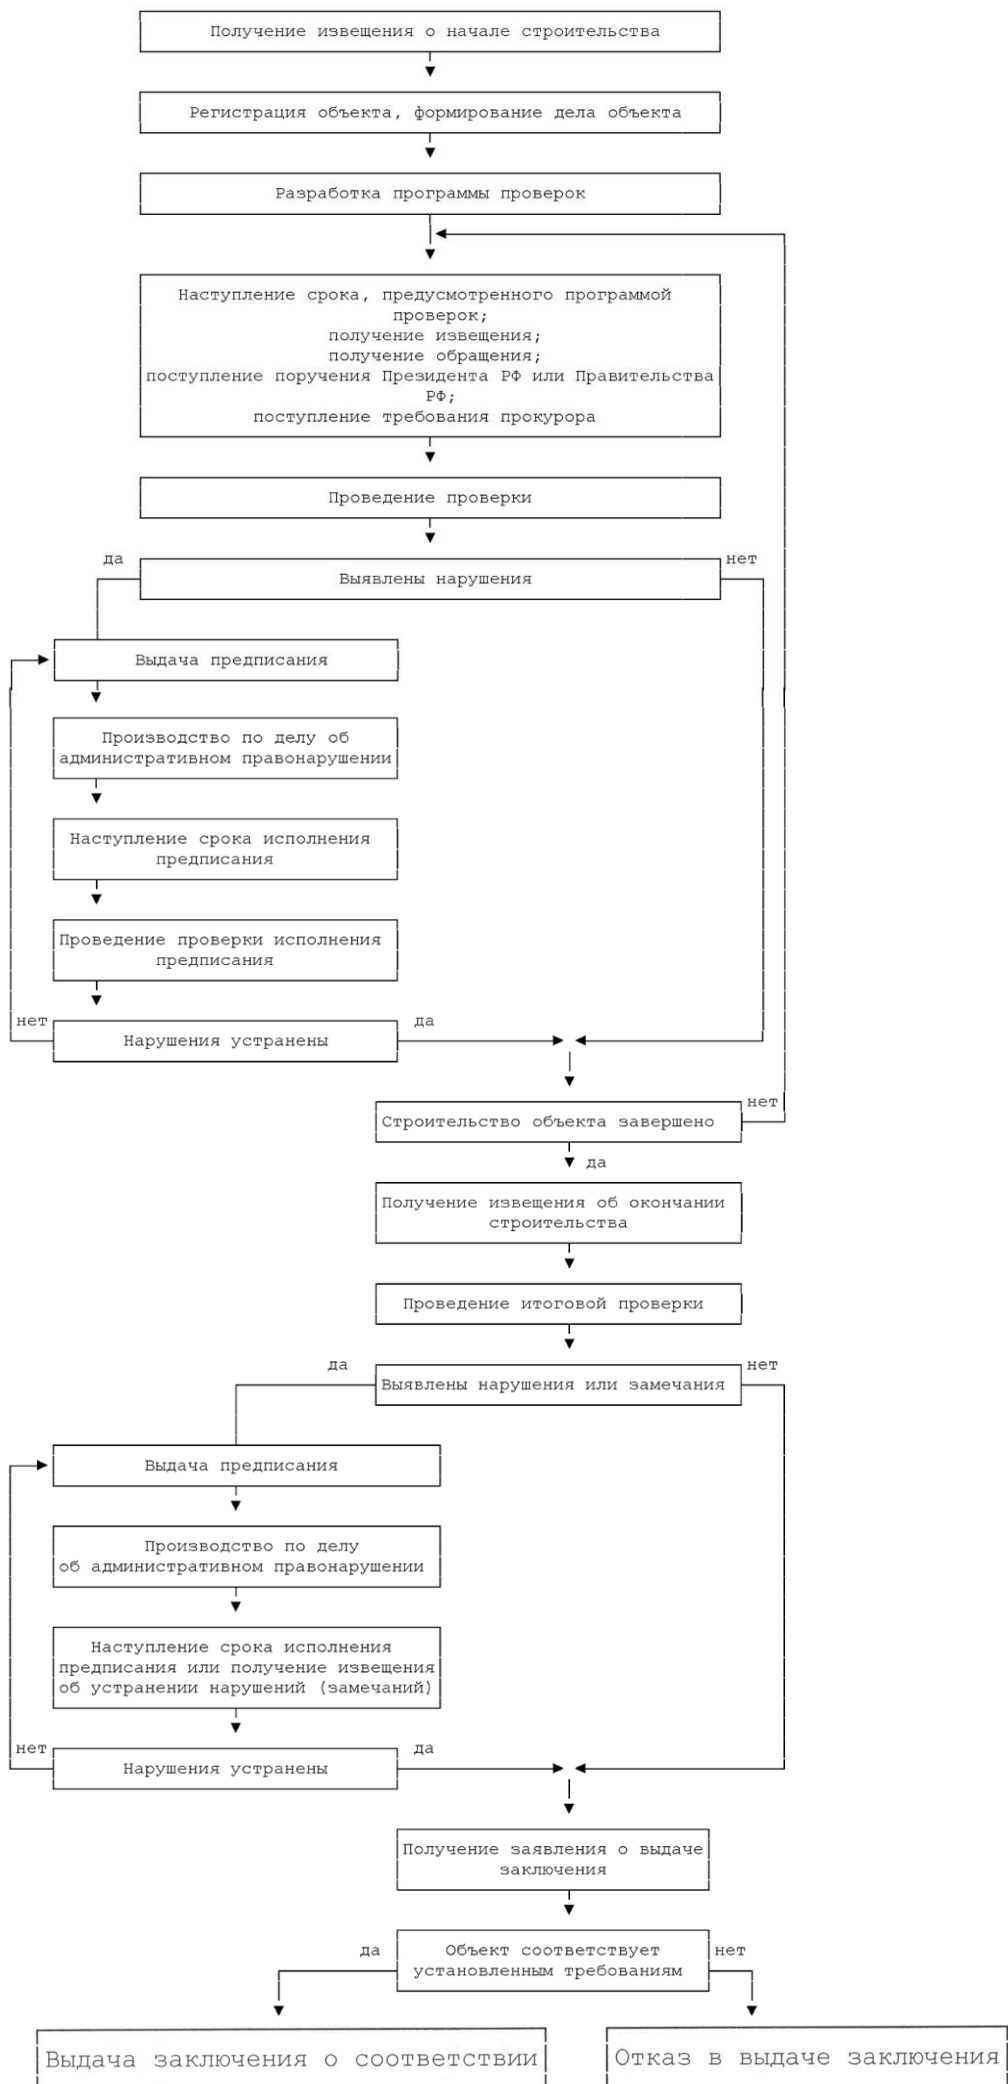 Получение извещения о начале строительства
Регистрация объекта, формирование дела объекта
Разработка программы проверок
Наступление срока, предусмотренного программой
проверок;
получение извещения;
получение обращения;
поступление поручения Президента РФ или Правительства
РФ;
поступление требования прокурора
Проведение проверки
да
нет
Выявлены нарушения
Выдача предписания
Производство по делу об
административном правонарушении
Наступление срока исполнения
предписания
Проведение проверки исполнения
предписания
нет
да
Нарушения устранены
нет
Строительство объекта завершено
да
Получение извещения об окончании
строительства
Проведение итоговой проверки
да
нет
Выявлены нарушения или замечания
Выдача предписания
Производство по делу
об административном правонарушении
Наступление срока исполнения
предписания или получение извещения
об устранении нарушений (замечаний)
нет
да
Нарушения устранены
Получение заявления о выдаче
заключения
да
нет
Объект соответствует
установленным требованиям
Выдача заключения о соответствии
Отказ в выдаче заключения